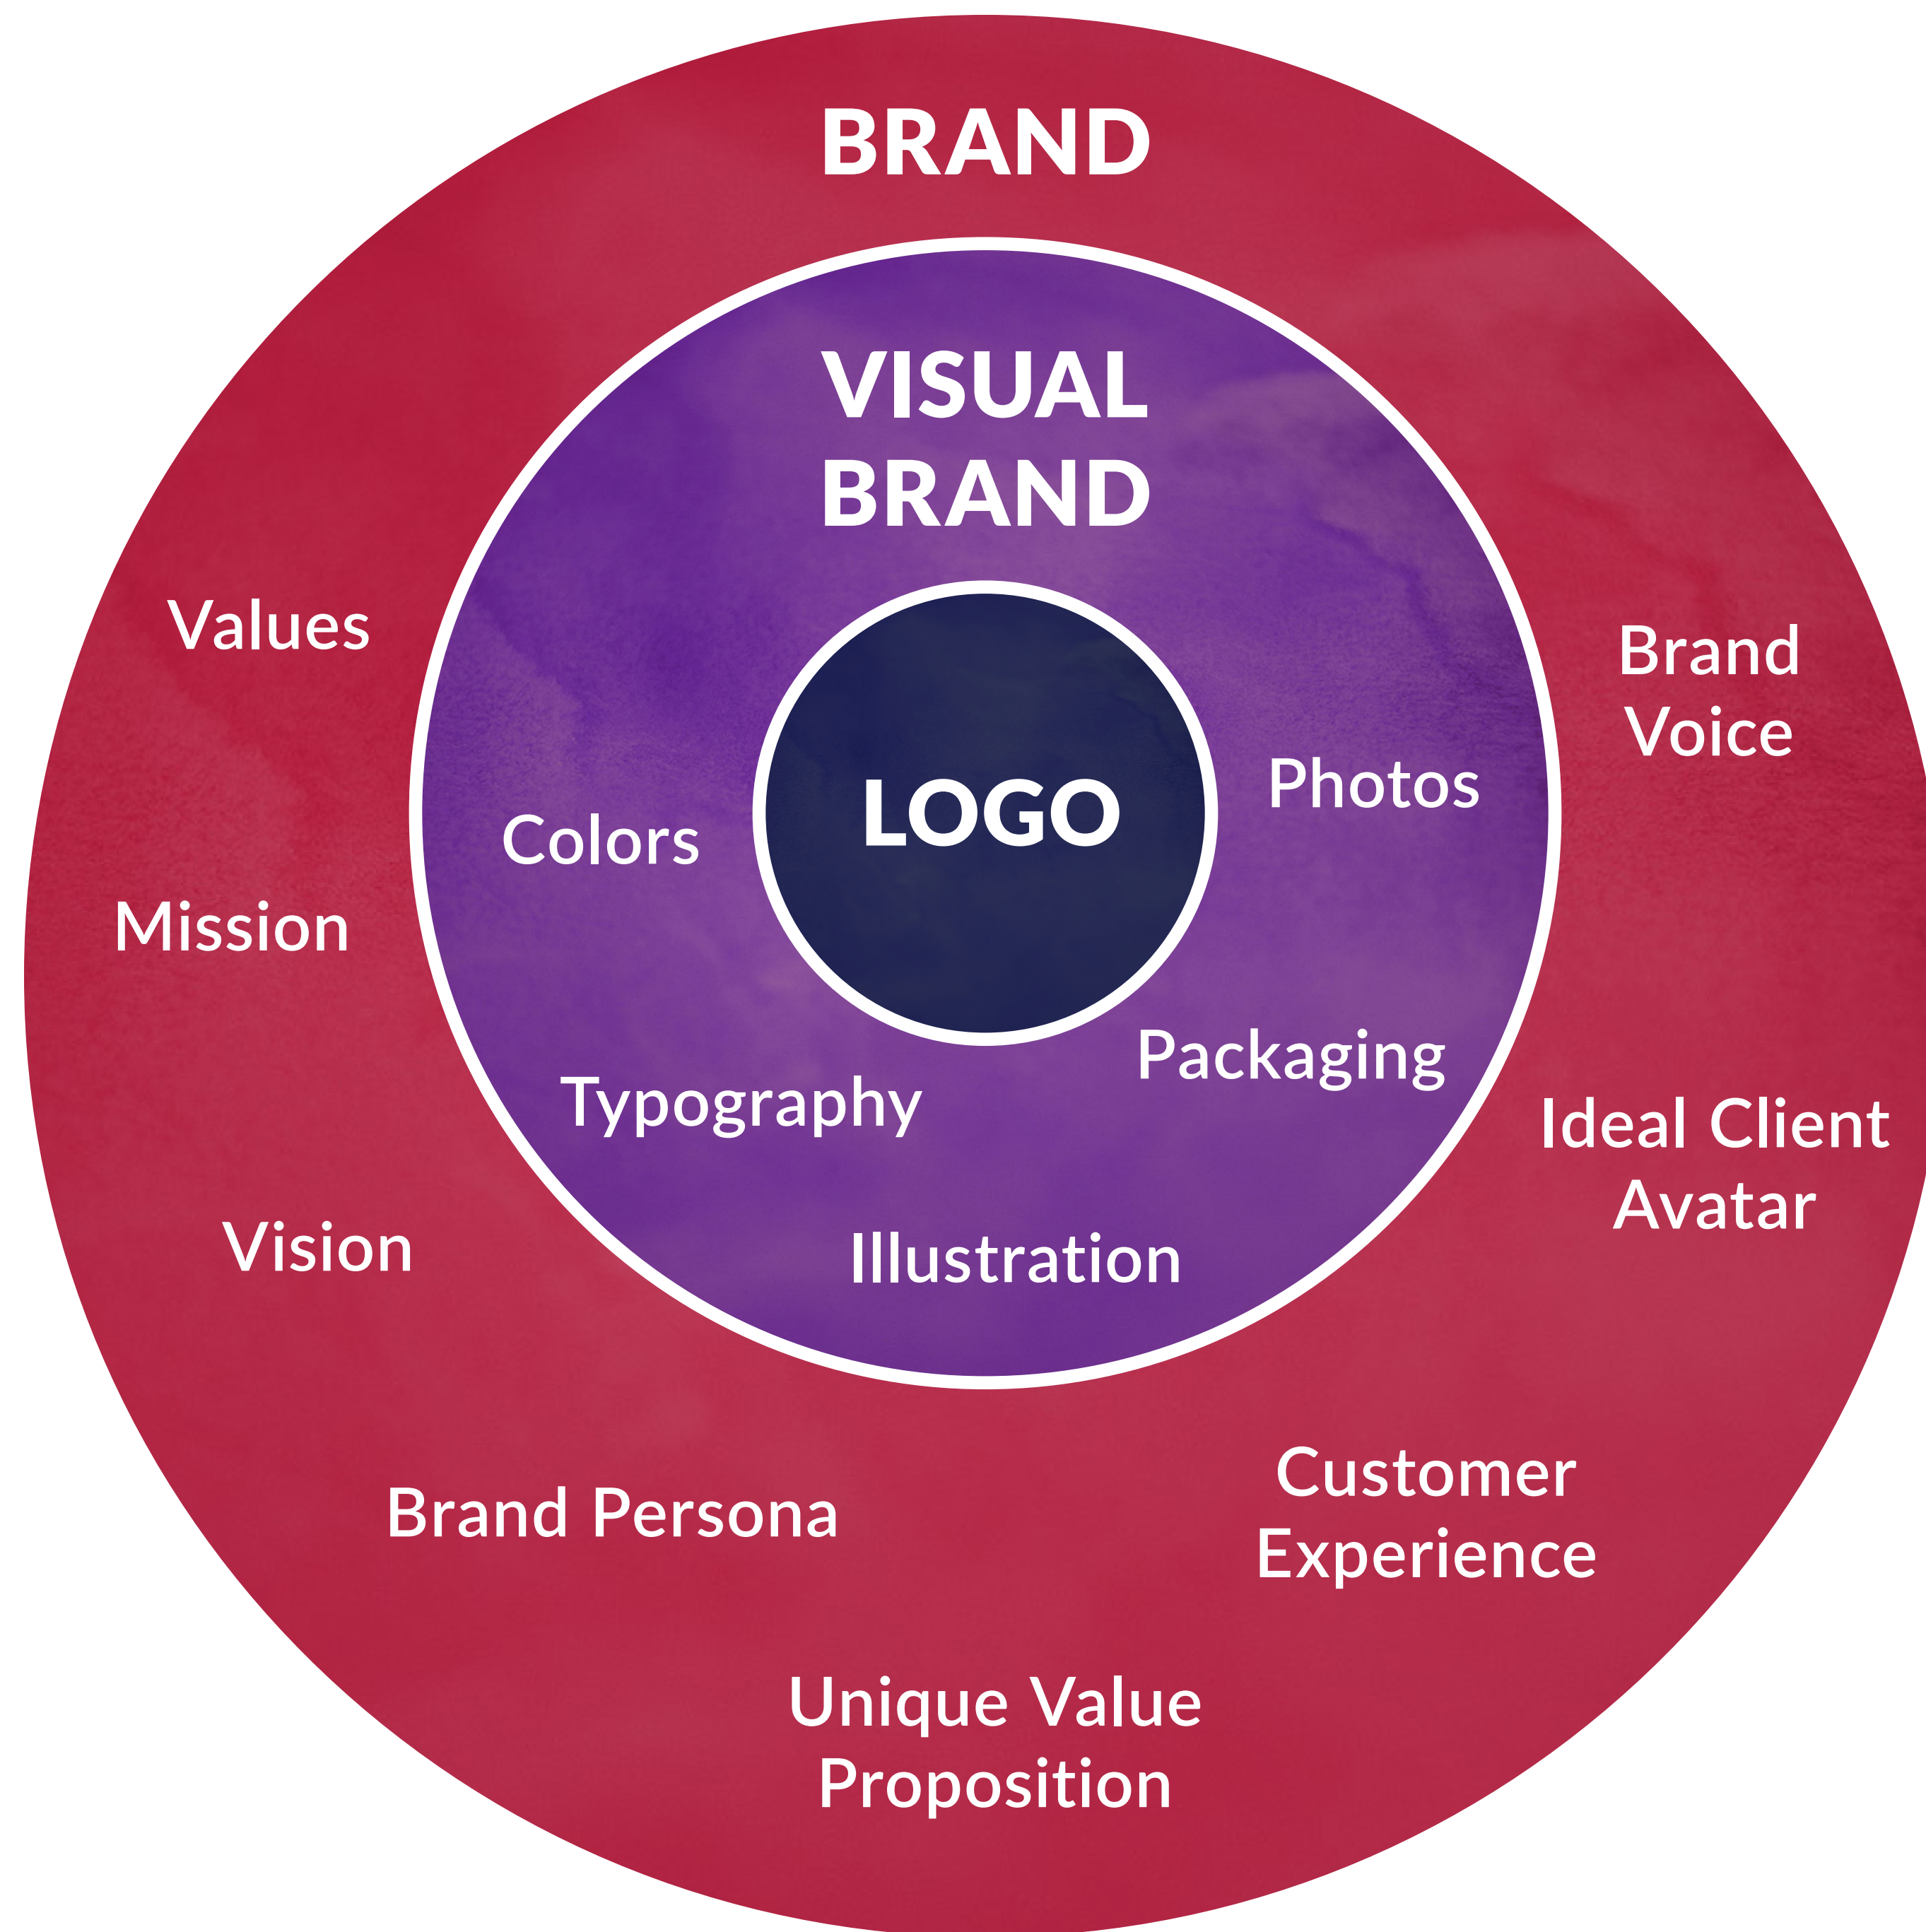 BRAND
VISUAL
BRAND
LOGO
Values
Mission
Vision
Brand Persona
Unique Value
Proposition
Customer
Experience
Ideal Client
Avatar
Brand
Voice
Colors
Typography
Illustration
Packaging
Photos